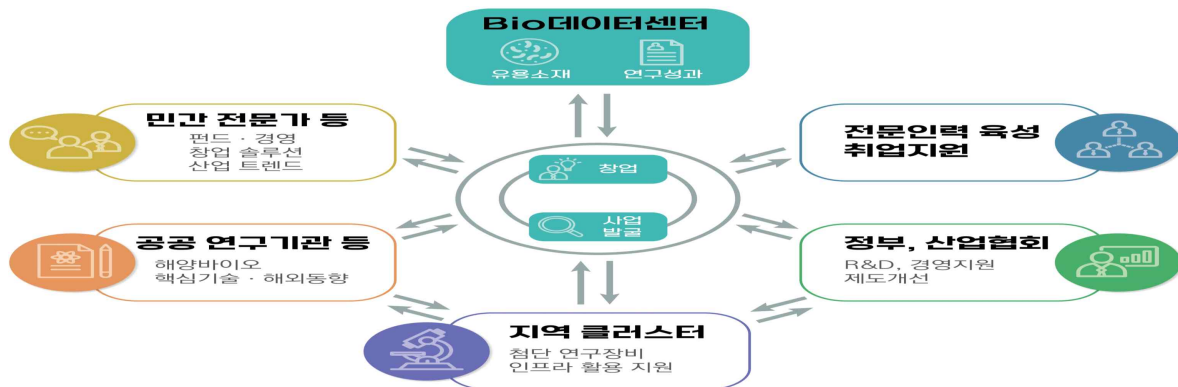 Bio데이터센터
유용소재
연구성과
민간 전문가 등
펀드 · 경영
창업 솔루션
산업 트렌드
전문인력 육성
취업지원
창업
사업
발굴
공공 연구기관 등
해양바이오
핵심기술 · 해외동향
정부, 산업협회
R&D, 경영지원
제도개선
지역 클러스터
첨단 연구장비
인프라 활용 지원